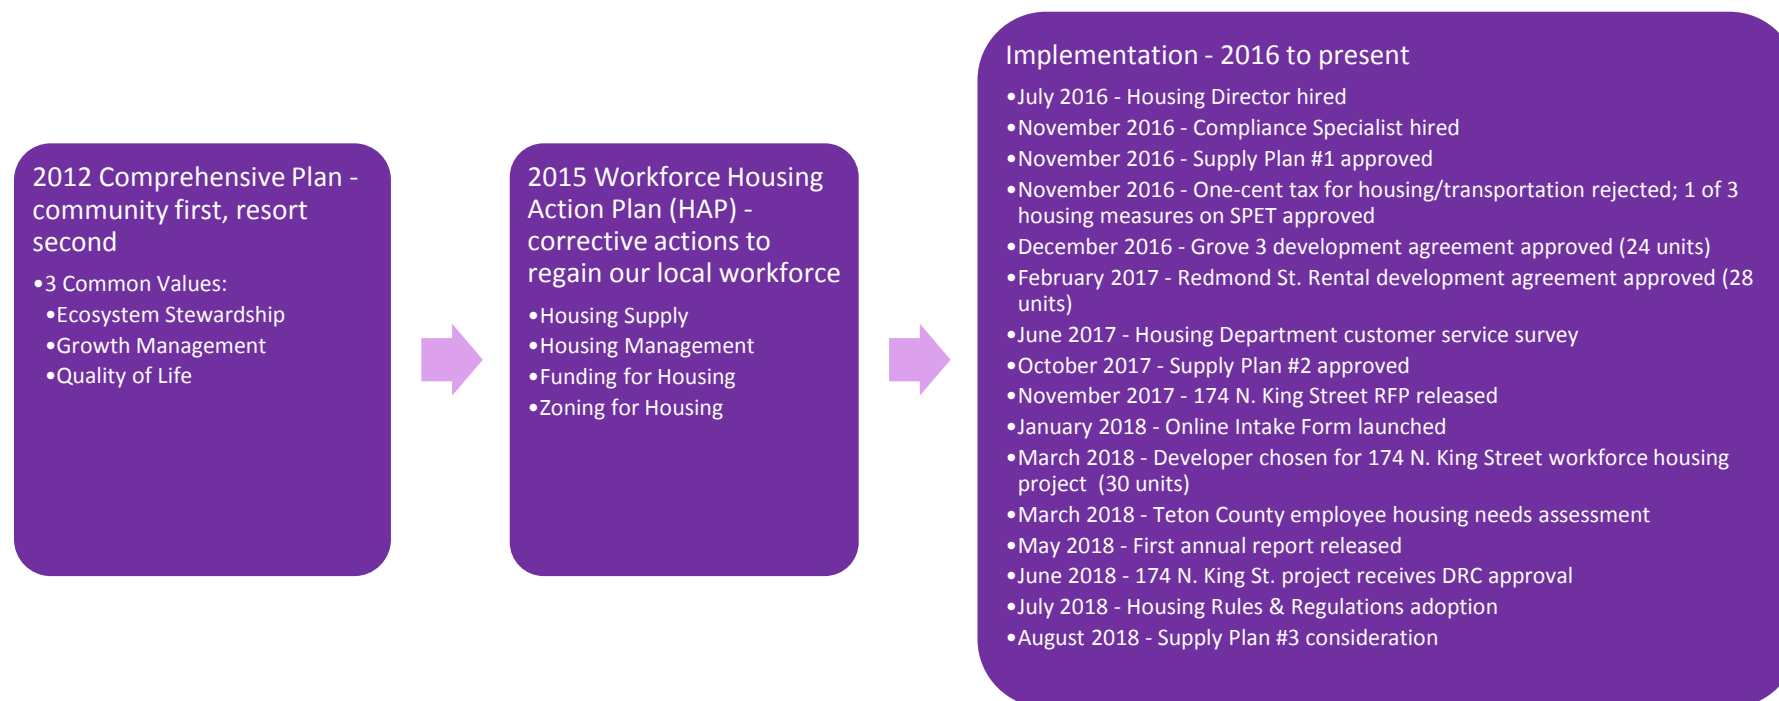 2012 Comprehensive Plan -
community first, resort
second
•3 Common Values:
•Ecosystem Stewardship
•Growth Management
•Quality of Life
2015 Workforce Housing
Action Plan (HAP) -
corrective actions to
regain our local workforce
•Housing Supply
•Housing Management
•Funding for Housing
•Zoning for Housing
Implementation - 2016 to present
•July 2016 - Housing Director hired
•November 2016 - Compliance Specialist hired
•November 2016 - Supply Plan #1 approved
•November 2016 - One-cent tax for housing/transportation rejected; 1 of 3
housing measures on SPET approved
•December 2016 - Grove 3 development agreement approved (24 units)
•February 2017 - Redmond St. Rental development agreement approved (28
units)
•June 2017 - Housing Department customer service survey
•October 2017 - Supply Plan #2 approved
•November 2017 - 174 N. King Street RFP released
•January 2018 - Online Intake Form launched
•March 2018 - Developer chosen for 174 N. King Street workforce housing
project (30 units)
•March 2018 - Teton County employee housing needs assessment
•May 2018 - First annual report released
•June 2018 - 174 N. King St. project receives DRC approval
•July 2018 - Housing Rules & Regulations adoption
•August 2018 - Supply Plan #3 consideration